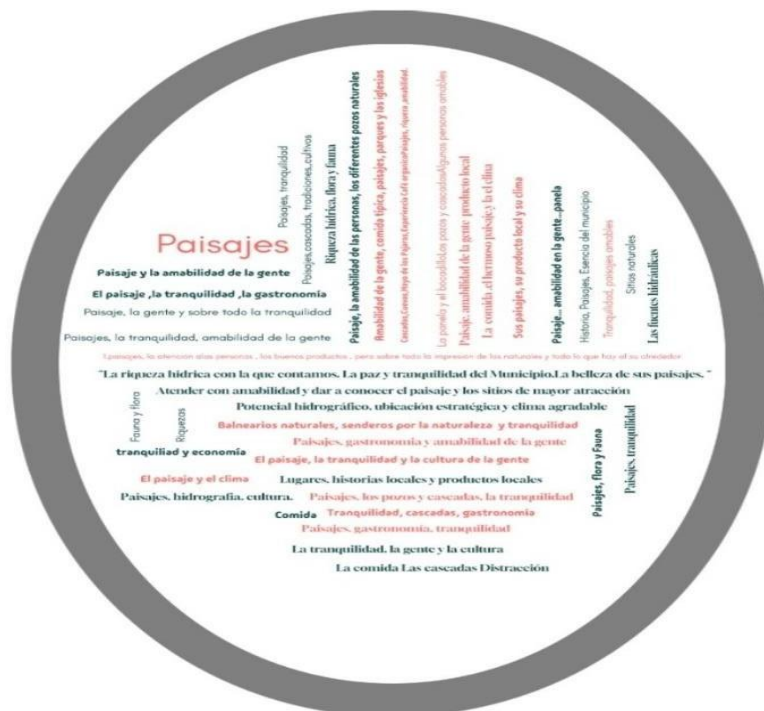 Paisajes
Paisaje y la amabilidad de la gente
El paisaje ,la tranquilidad ,la gastronomía
Paisaje, la gente y sobre todo la tranquilidad
Paisajes, la tranquilidad, amabilidad de la gente
Paisajes, tranquilidad
Paisajes,cascadas, tradiciones,cultivos
Riqueza hídrica, flora y fauna
Paisaje, la amabilidad de las personas, los diferentes pozos naturales
Amabilidad de la gente, comida típica, paisajes, parques y las iglesias
La panela y el bocadilloLos pozos y cascadasAlgunas personas amables
Paisaje, amabilidad de la gente producto local
La comida,el hermoso paisaje,y la el clina
Sus paisajes, su producto local y su clima
Paisaje... amabilidad en la gente...panela
Historia, Paisajes, Esencia del municipio
Tranquilidad, paisajes amables
Sitios naturales
Las fuentes hidráulicas
"La riqueza hídrica con la que contamos. La paz y tranquilidad del Municipio.La belleza de sus paisajes. "
Atender con amabilidad y dar a conocer el paisaje y los sitios de mayor atracción
Potencial hidrográfico, ubicación estratégica y clima agradable
Fauna y flora
Riquezas
Balnearios naturales, senderos por la naturaleza y tranquilidad
Paisajes, gastronomia y amabilidad de la gente
tranquiliad y economía
El paisaje, la tranquilidad y la cultura de la gente
El paisaje y el clima
Lugares, historias locales y productos locales
Paisajes, hidrografia, cultura.
Paisajes, los pozos y cascadas, la tranquilidad
Comida
Tranquilidad, cascadas, gastronomia
Paisajes, gastronomia, tranquilidad
Paisajes, flora y Fauna
Paisajes, tranquilidad
La tranquilidad, la gente y la cultura
La comida Las cascadas Distracción